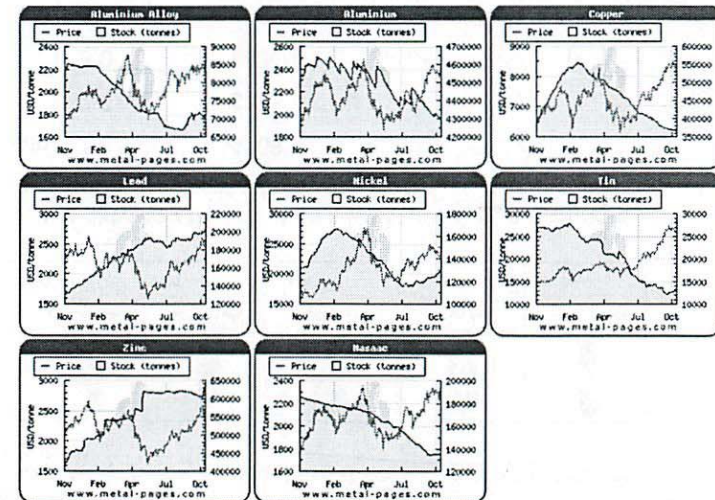 Aluminium Alloy
— Price □ Stock (tonnes)
USD/tonne
2400
2200
2000
1800
1600
90000
85000
80000
75000
70000
65000
Nov Feb Apr Jul Oct
www.metal-pages.com
Aluminium
— Price □ Stock (tonnes)
USD/tonne
2600
2400
2200
2000
1800
4700000
4600000
4500000
4400000
4300000
4200000
Nov Feb Apr Jul Oct
www.metal-pages.com
Copper
— Price □ Stock (tonnes)
USD/tonne
9000
8000
7000
6000
600000
550000
500000
450000
400000
350000
Nov Feb Apr Jul Oct
www.metal-pages.com
Lead
— Price □ Stock (tonnes)
USD/tonne
3000
2500
2000
1500
220000
200000
180000
160000
140000
120000
Nov Feb Apr Jul Oct
www.metal-pages.com
Nickel
— Price □ Stock (tonnes)
USD/tonne
30000
25000
20000
15000
180000
160000
140000
120000
100000
Nov Feb Apr Jul Oct
www.metal-pages.com
Tin
— Price □ Stock (tonnes)
USD/tonne
30000
25000
20000
15000
10000
30000
25000
20000
15000
10000
Nov Feb Apr Jul Oct
www.metal-pages.com
Zinc
— Price □ Stock (tonnes)
USD/tonne
3000
2500
2000
1500
650000
600000
550000
500000
450000
400000
Nov Feb Apr Jul Oct
www.metal-pages.com
Nasaac
— Price □ Stock (tonnes)
USD/tonne
2400
2200
2000
1800
1600
200000
180000
160000
140000
120000
Nov Feb Apr Jul Oct
www.metal-pages.com